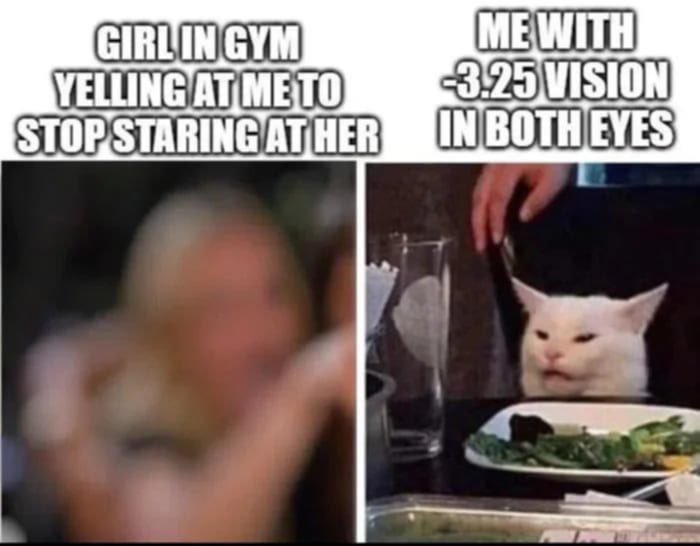 GIRL IN GYM
YELLING AT ME TO
STOP STARING AT HER
ME WITH
-3.25 VISION
IN BOTH EYES